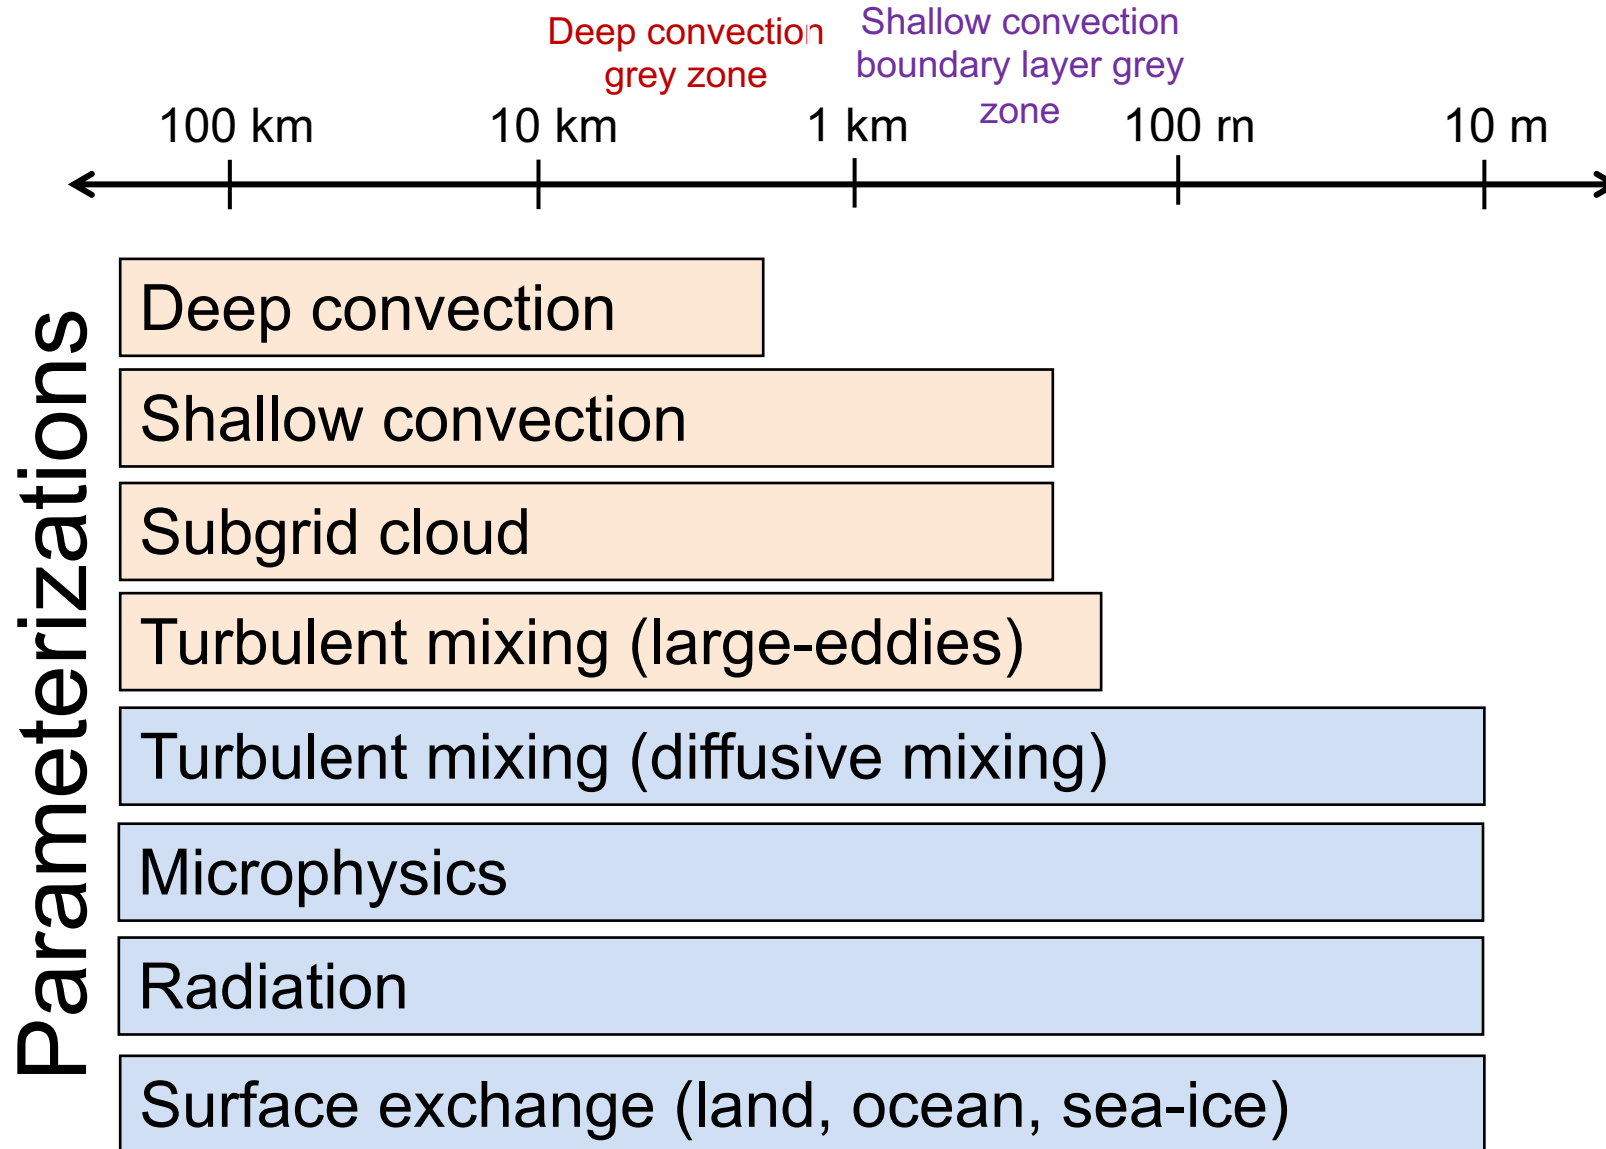 Deep convection
grey zone
Shallow convection
boundary layer grey
zone
100 km
10 km
1 km
100 m
10 m
Parameterizations
Deep convection
Shallow convection
Subgrid cloud
Turbulent mixing (large-eddies)
Turbulent mixing (diffusive mixing)
Microphysics
Radiation
Surface exchange (land, ocean, sea-ice)